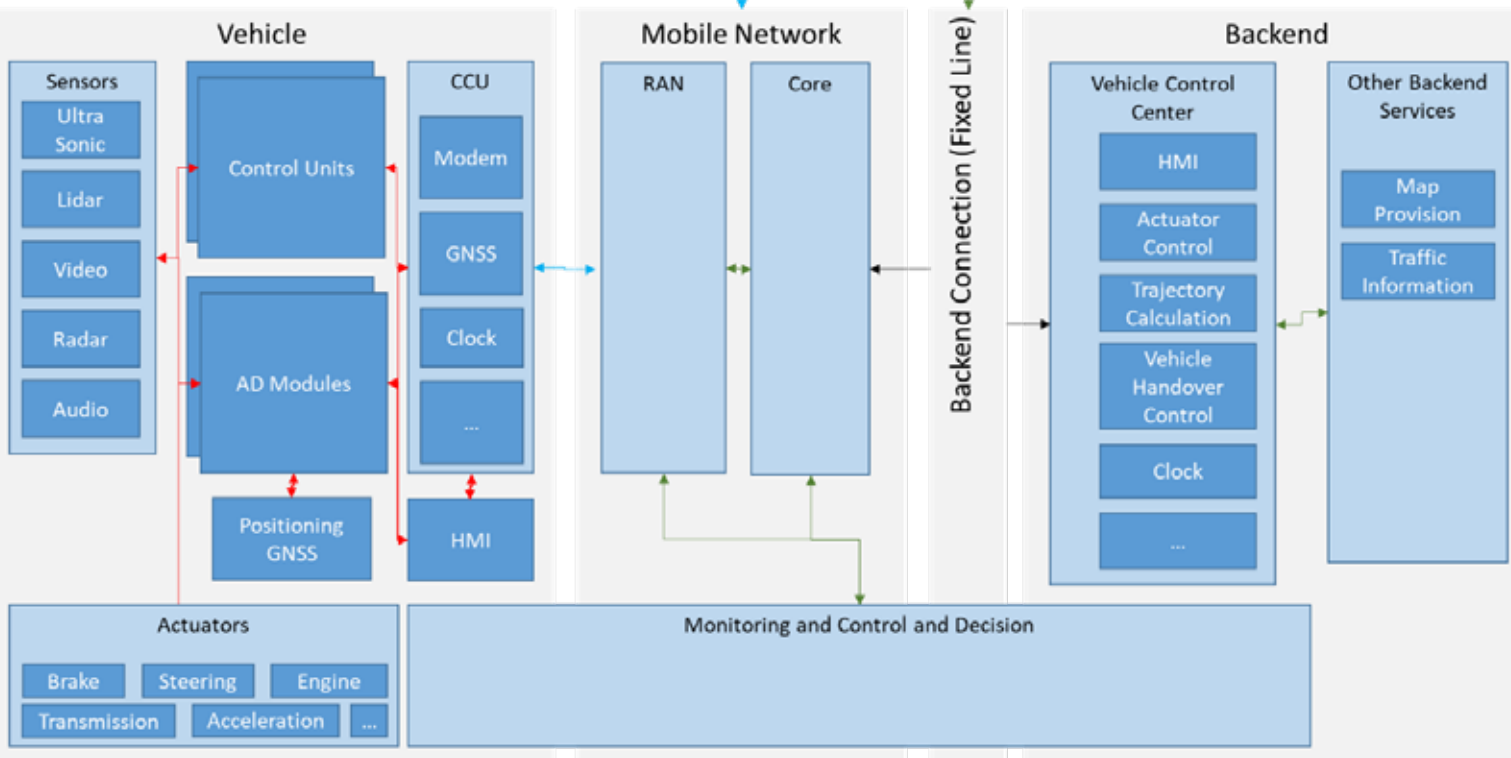 Vehicle
Mobile Network
Backend Connection (Fixed Line)
Backend
Sensors
Ultra
Sonic
Lidar
Video
Radar
Audio
Control Units
AD Modules
Positioning
GNSS
CCU
Modem
GNSS
Clock
...
HMI
RAN
Core
Vehicle Control
Center
HMI
Actuator
Control
Trajectory
Calculation
Vehicle
Handover
Control
Clock
...
Other Backend
Services
Map
Provision
Traffic
Information
Actuators
Brake
Steering
Engine
Transmission
Acceleration
...
Monitoring and Control and Decision